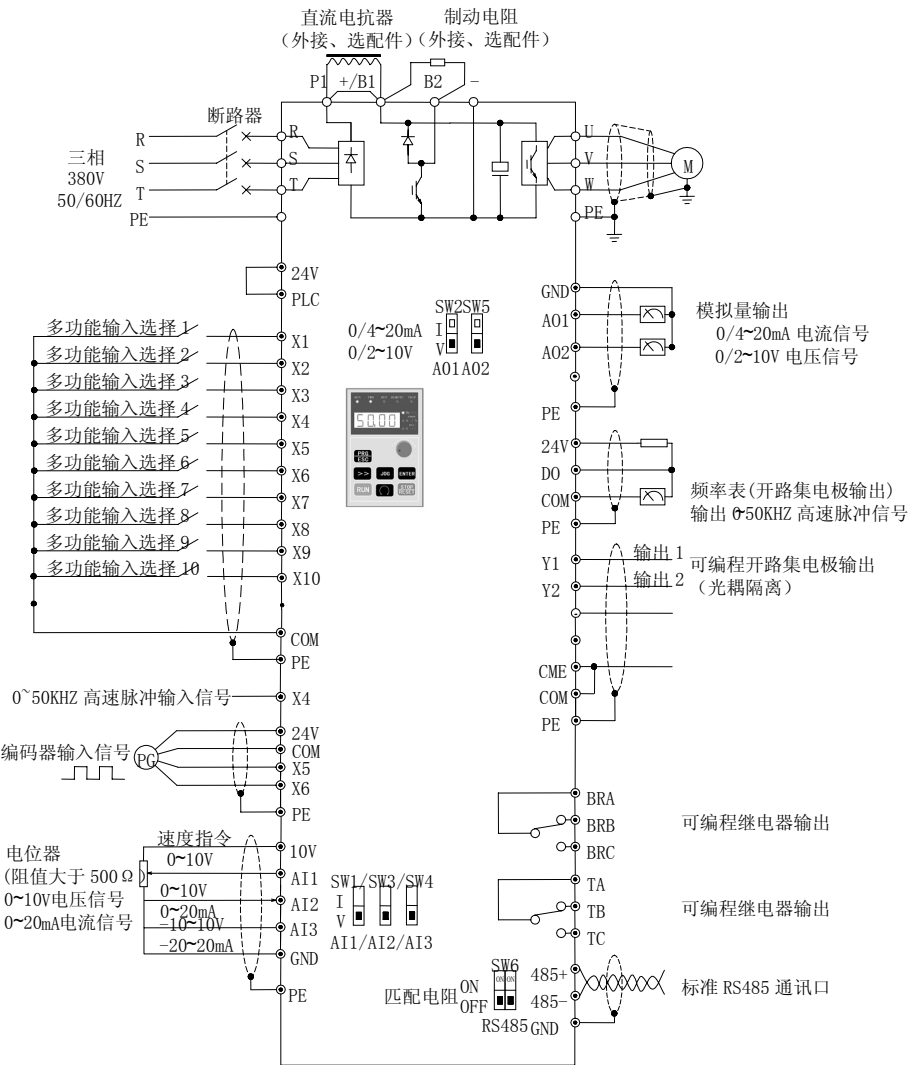 直流电抗器 制动电阻
(外接、选配件)(外接、选配件)
P1 +/B1 B2 -
断路器
R
S
T
PE
三相
380V
50/60HZ
R
S
T
U
V
W
PE
M
24V
PLC
多功能输入选择 1
多功能输入选择 2
多功能输入选择 3
多功能输入选择 4
多功能输入选择 5
多功能输入选择 6
多功能输入选择 7
多功能输入选择 8
多功能输入选择 9
多功能输入选择 10
X1
X2
X3
X4
X5
X6
X7
X8
X9
X10
COM
PE
SW2SW5
0/4~20mA I
0/2~10V V
AO1AO2
50.00
PRG
ESC
>> JOG ENTER
RUN STOP
RESET
GND
AO1
AO2
PE
模拟量输出
0/4~20mA 电流信号
0/2~10V 电压信号
24V
DO
COM
PE
频率表(开路集电极输出)
输出 0~50KHZ 高速脉冲信号
Y1 输出 1
Y2 输出 2
可编程开路集电极输出
(光耦隔离)
CME
COM
PE
0~50KHZ 高速脉冲输入信号 X4
编码器输入信号 PG
24V
COM
X5
X6
PE
电位器
(阻值大于 500Ω)
0~10V电压信号
0~20mA电流信号
速度指令
0~10V
0~10V
0~20mA
-10~10V
-20~20mA
10V
AI1
AI2
AI3
GND
PE
SW1/SW3/SW4
I
V
AI1/AI2/AI3
BRA
BRB
BRC
可编程继电器输出
TA
TB
TC
可编程继电器输出
SW6
ON ON
匹配电阻 ON
OFF
RS485
485+
485-
GND
标准 RS485 通讯口